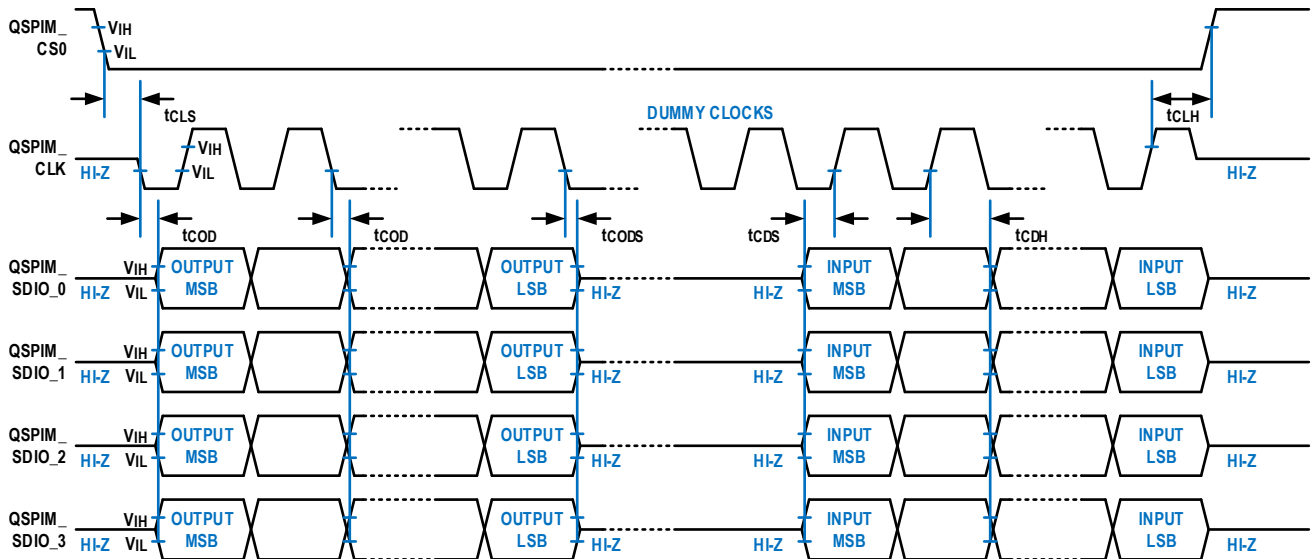 QSPIM_
CS0
VIH
VIL
tCLS
DUMMY CLOCKS
tCLH
QSPIM_
CLK
HI-Z
VIH
VIL
HI-Z
tCOD
tCOD
tCODS
tCDS
tCDH
QSPIM_
SDIO_0
HI-Z
VIH
VIL
OUTPUT
MSB
OUTPUT
LSB
HI-Z
HI-Z
INPUT
MSB
INPUT
LSB
HI-Z
QSPIM_
SDIO_1
HI-Z
VIH
VIL
OUTPUT
MSB
OUTPUT
LSB
HI-Z
HI-Z
INPUT
MSB
INPUT
LSB
HI-Z
QSPIM_
SDIO_2
HI-Z
VIH
VIL
OUTPUT
MSB
OUTPUT
LSB
HI-Z
HI-Z
INPUT
MSB
INPUT
LSB
HI-Z
QSPIM_
SDIO_3
HI-Z
VIH
VIL
OUTPUT
MSB
OUTPUT
LSB
HI-Z
HI-Z
INPUT
MSB
INPUT
LSB
HI-Z